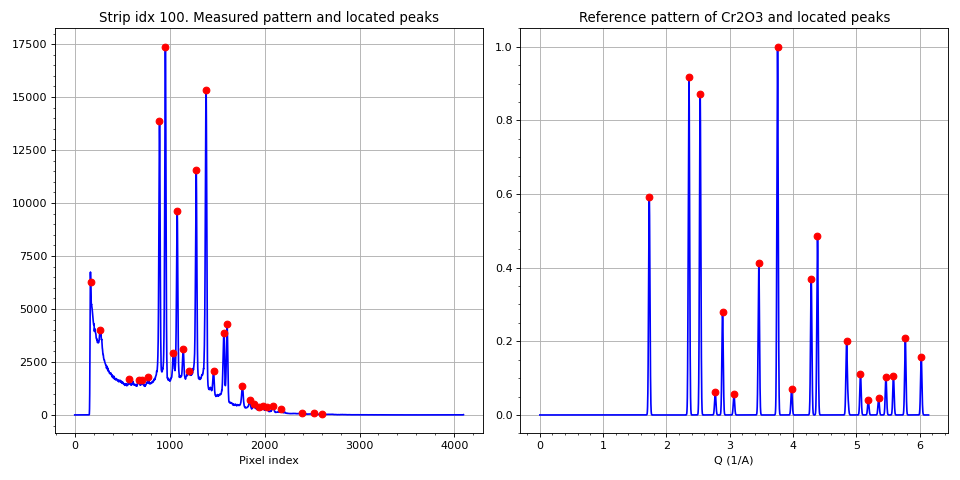 Strip idx 100. Measured pattern and located peaks
17500
15000
12500
10000
7500
5000
2500
0
0 1000 2000 3000 4000
Pixel index
Reference pattern of Cr2O3 and located peaks
1.0
0.8
0.6
0.4
0.2
0.0
0 1 2 3 4 5 6
Q (1/A)